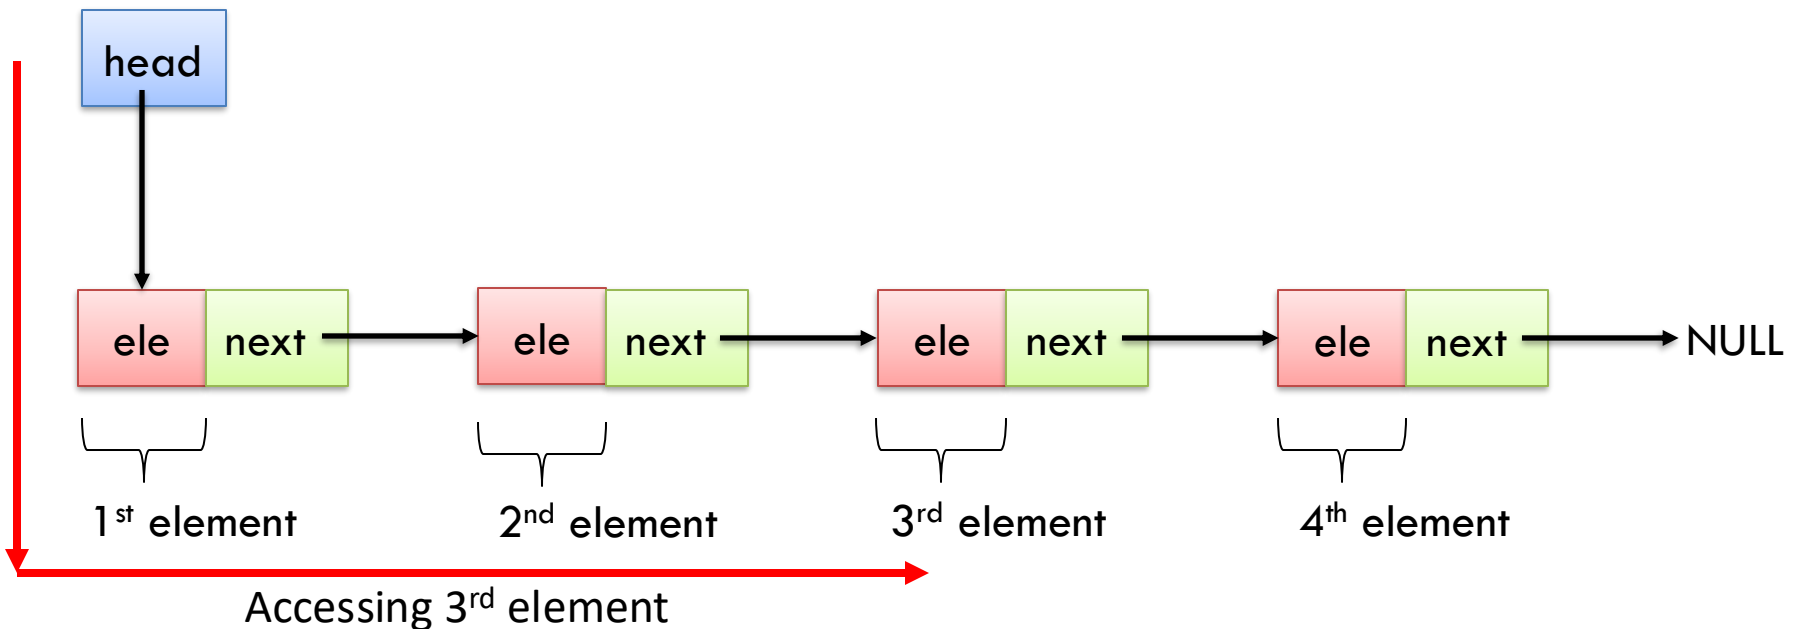 head
ele next ele next ele next ele next NULL
1st element 2nd element 3rd element 4th element
Accessing 3rd element